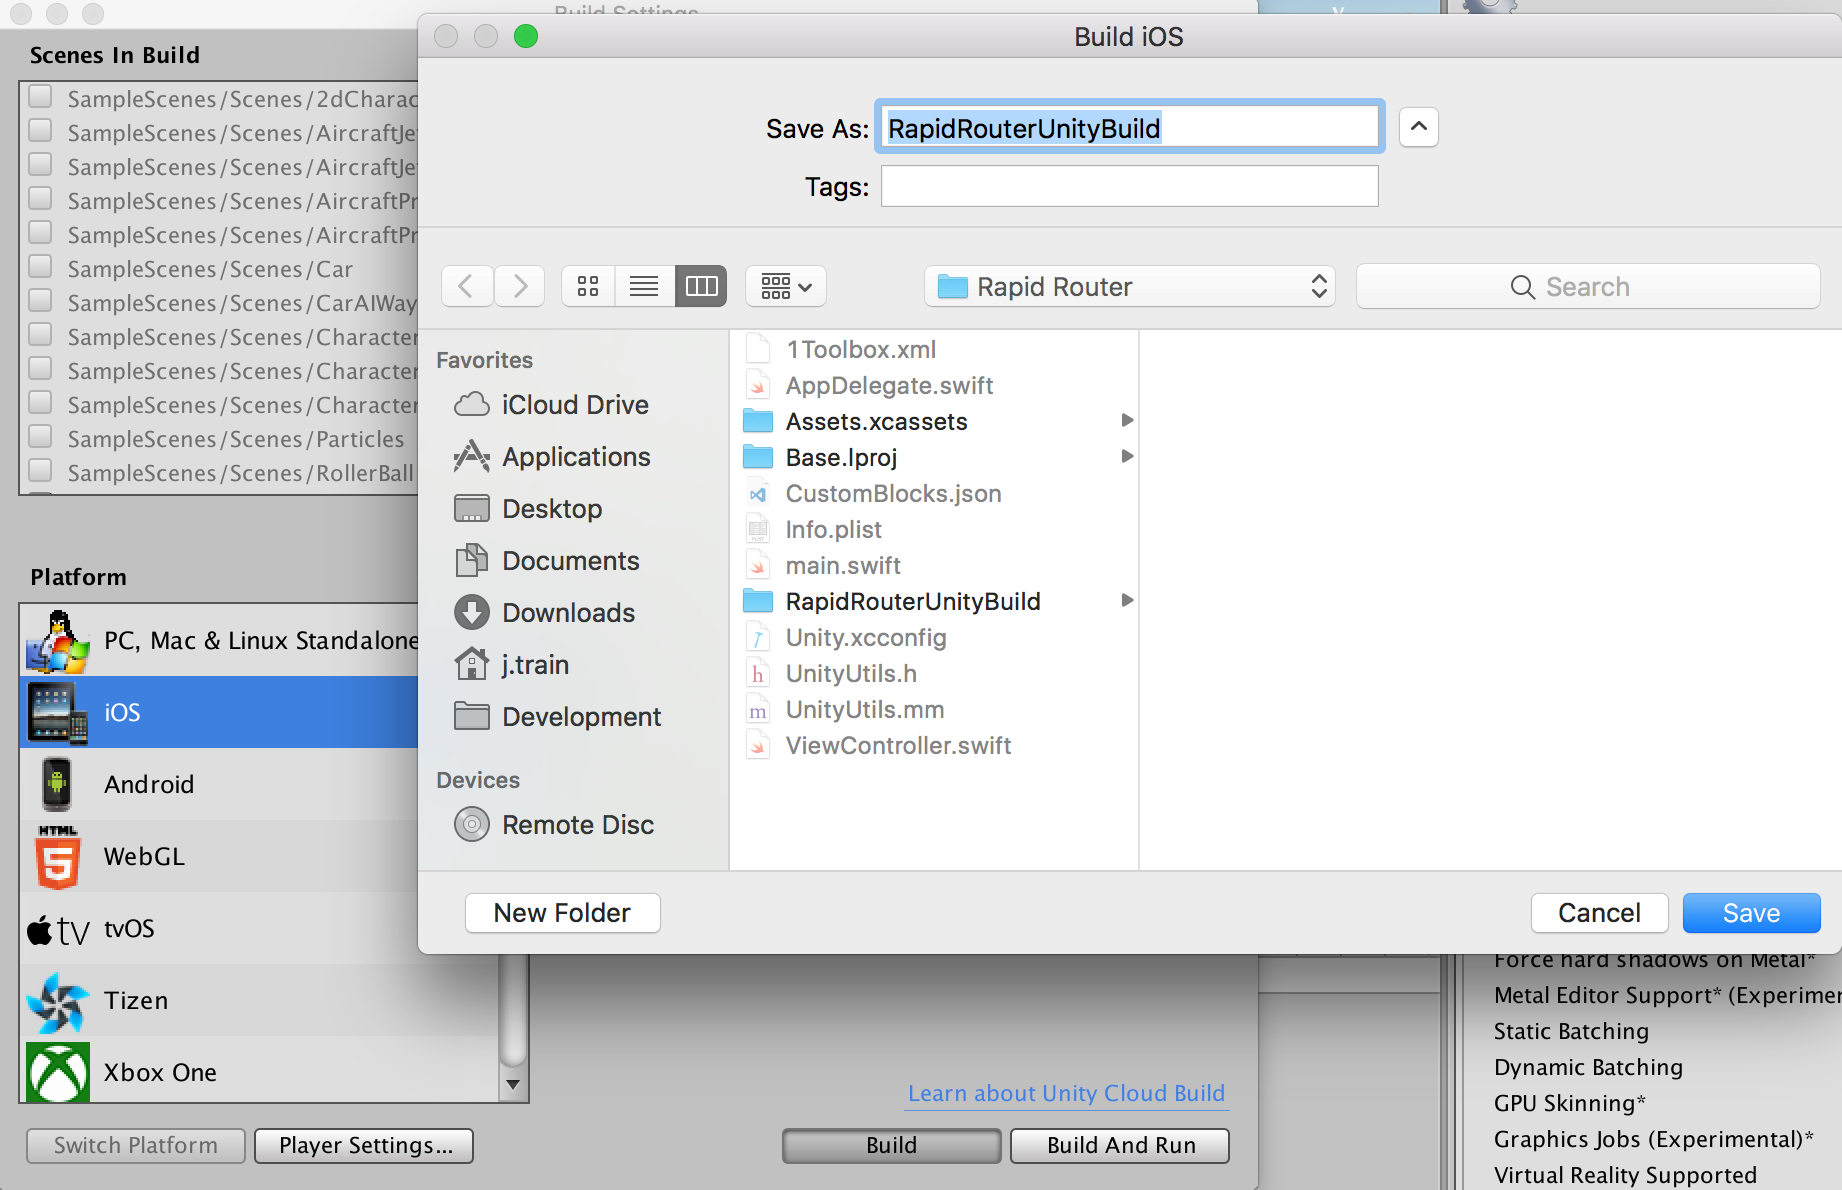 Build Settings
Scenes In Build
SampleScenes/Scenes/2dCharac
SampleScenes/Scenes/AircraftJe
SampleScenes/Scenes/AircraftJe
SampleScenes/Scenes/AircraftPr
SampleScenes/Scenes/AircraftPr
SampleScenes/Scenes/Car
SampleScenes/Scenes/CarAIWay
SampleScenes/Scenes/Character
SampleScenes/Scenes/Character
SampleScenes/Scenes/Character
SampleScenes/Scenes/Particles
SampleScenes/Scenes/RollerBall
Platform
PC, Mac & Linux Standalone
iOS
Android
HTML
5
WebGL
tv
tvOS
Tizen
Xbox One
Switch Platform
Player Settings...
Build iOS
Save As: RapidRouterUnityBuild
Tags:
Rapid Router
Search
Favorites
iCloud Drive
Applications
Desktop
Documents
Downloads
j.train
Development
Devices
Remote Disc
1Toolbox.xml
AppDelegate.swift
Assets.xcassets
Base.lproj
CustomBlocks.json
Info.plist
main.swift
RapidRouterUnityBuild
Unity.xcconfig
h UnityUtils.h
m UnityUtils.mm
ViewController.swift
New Folder
Cancel
Save
Learn about Unity Cloud Build
Build
Build And Run
Force hard shadows on Metal*
Metal Editor Support* (Experimen
Static Batching
Dynamic Batching
GPU Skinning*
Graphics Jobs (Experimental)*
Virtual Reality Supported